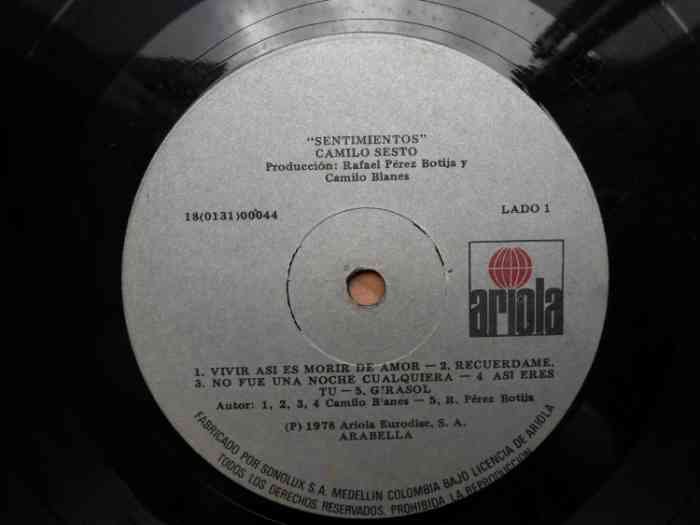 "SENTIMIENTOS"
CAMILO SESTO
Producción: Rafael Pérez Botija y
Camilo Blanes
18(0131)00044
LADO 1
ariola
1. VIVIR ASI ES MORIR DE AMOR — 2. RECUERDAME.
3. NO FUE UNA NOCHE CUALQUIERA — 4 ASI ERES
TU — 5. G'RASOL
Autor: 1, 2, 3, 4 Camilo B'anes — 5, R. Pérez Botija
(P) 1978 Ariola Eurodisc, S. A.
ARABELLA
FABRICADO POR SONOLUX S.A. MEDELLIN COLOMBIA BAJO LICENCIA DE ARIOLA
TODOS LOS DERECHOS RESERVADOS. PROHIBIDA LA REPRODUCCION.